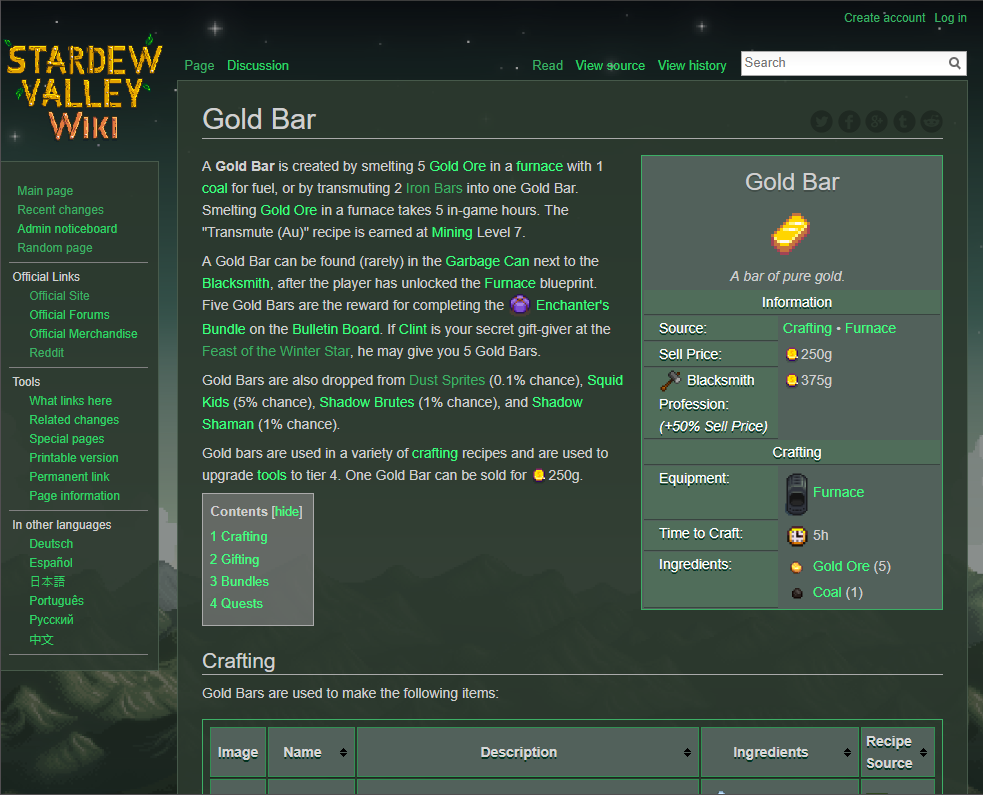 Create account Log in
STARDEW
VALLEY
WIKI
Page Discussion Read View source View history Search
Gold Bar
Main page
Recent changes
Admin noticeboard
Random page
Official Links
Official Site
Official Forums
Official Merchandise
Reddit
Tools
What links here
Related changes
Special pages
Printable version
Permanent link
Page information
In other languages
Deutsch
Español
日本語
Português
Русский
中文
A Gold Bar is created by smelting 5 Gold Ore in a furnace with 1
coal for fuel, or by transmuting 2 Iron Bars into one Gold Bar.
Smelting Gold Ore in a furnace takes 5 in-game hours. The
"Transmute (Au)" recipe is earned at Mining Level 7.
A Gold Bar can be found (rarely) in the Garbage Can next to the
Blacksmith, after the player has unlocked the Furnace blueprint.
Five Gold Bars are the reward for completing the Enchanter's
Bundle on the Bulletin Board. If Clint is your secret gift-giver at the
Feast of the Winter Star, he may give you 5 Gold Bars.
Gold Bars are also dropped from Dust Sprites (0.1% chance), Squid
Kids (5% chance), Shadow Brutes (1% chance), and Shadow
Shaman (1% chance).
Gold bars are used in a variety of crafting recipes and are used to
upgrade tools to tier 4. One Gold Bar can be sold for 250g.
Gold Bar
A bar of pure gold.
Information
Source: Crafting • Furnace
Sell Price: 250g
Blacksmith 375g
Profession:
(+50% Sell Price)
Crafting
Equipment: Furnace
Time to Craft: 5h
Ingredients: Gold Ore (5)
Coal (1)
Contents [hide]
1 Crafting
2 Gifting
3 Bundles
4 Quests
Crafting
Gold Bars are used to make the following items:
Image Name Description Ingredients Recipe
Source